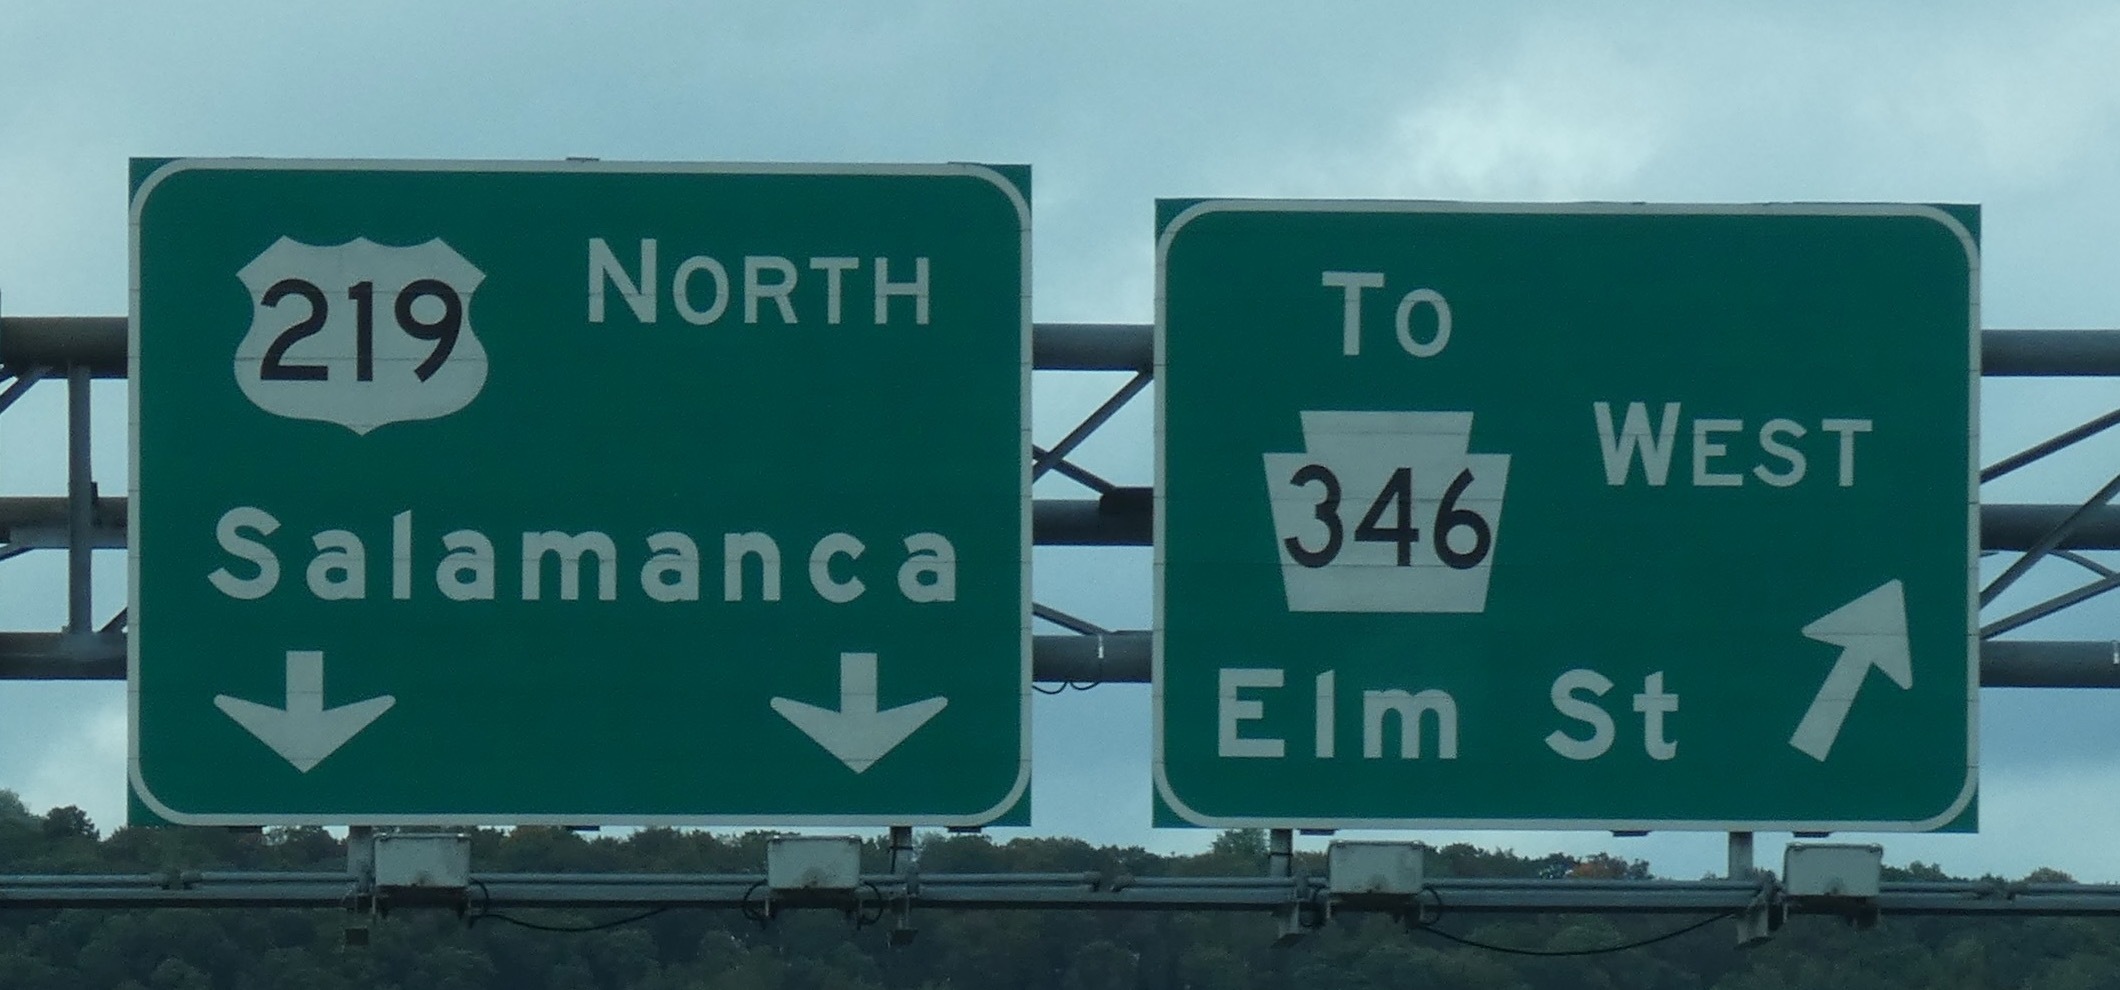 219 NORTH
Salamanca
TO
346 WEST
Elm St